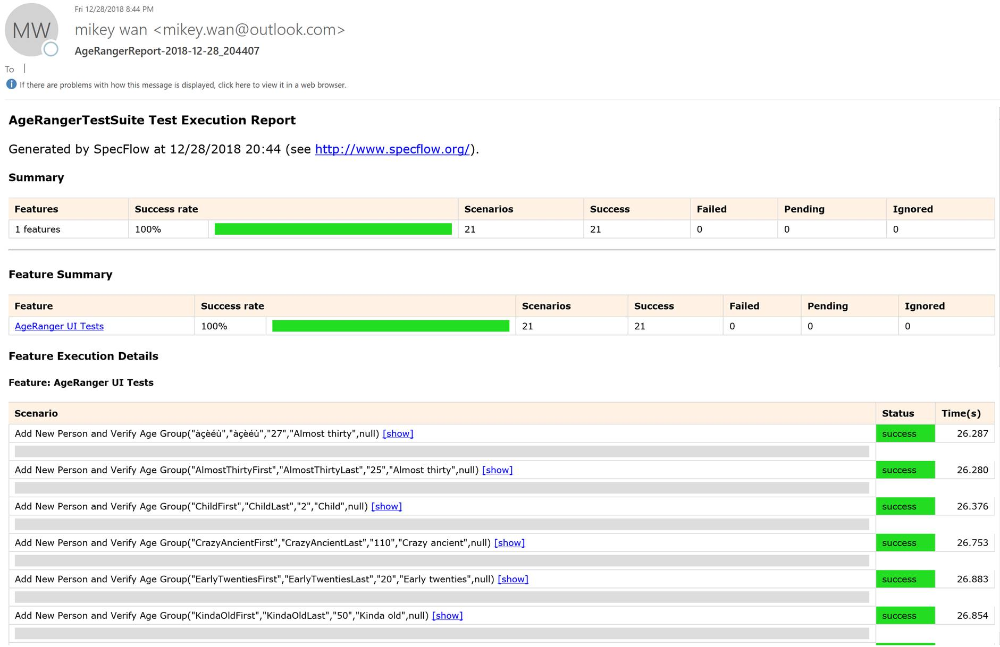 Fri 12/28/2018 8:44 PM
MW
mikey wan <mikey.wan@outlook.com>
AgeRangerReport-2018-12-28_204407
To
If there are problems with how this message is displayed, click here to view it in a web browser.
AgeRangerTestSuite Test Execution Report
Generated by SpecFlow at 12/28/2018 20:44 (see http://www.specflow.org/).
Summary
Features Success rate Scenarios Success Failed Pending Ignored
1 features 100% 21 21 0 0 0
Feature Summary
Feature Success rate Scenarios Success Failed Pending Ignored
AgeRanger UI Tests 100% 21 21 0 0 0
Feature Execution Details
Feature: AgeRanger UI Tests
Scenario Status Time(s)
Add New Person and Verify Age Group("àçèéù","àçèéù","27","Almost thirty",null) [show] success 26.287
Add New Person and Verify Age Group("AlmostThirtyFirst","AlmostThirtyLast","25","Almost thirty",null) [show] success 26.280
Add New Person and Verify Age Group("ChildFirst","ChildLast","2","Child",null) [show] success 26.376
Add New Person and Verify Age Group("CrazyAncientFirst","CrazyAncientLast","110","Crazy ancient",null) [show] success 26.753
Add New Person and Verify Age Group("EarlyTwentiesFirst","EarlyTwentiesLast","20","Early twenties",null) [show] success 26.883
Add New Person and Verify Age Group("KindaOldFirst","KindaOldLast","50","Kinda old",null) [show] success 26.854